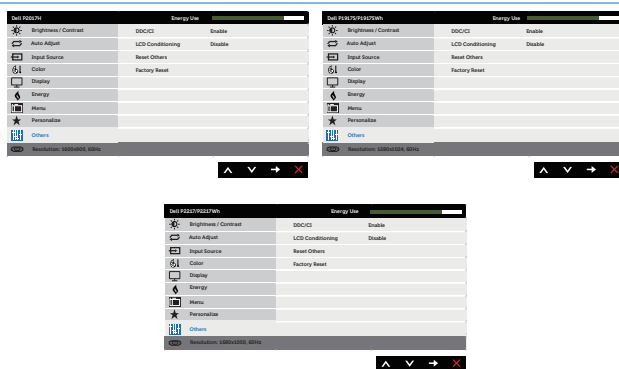 Dell P2017H Energy Use
Brightness / Contrast DDC/CI Enable
Auto Adjust LCD Conditioning Disable
Input Source Reset Others
Color Factory Reset
Display
Energy
Menu
Personalize
Others
Resolution: 1600x900, 60Hz
Dell P1917S/P1917SWh Energy Use
Brightness / Contrast DDC/CI Enable
Auto Adjust LCD Conditioning Disable
Input Source Reset Others
Color Factory Reset
Display
Energy
Menu
Personalize
Others
Resolution: 1280x1024, 60Hz
Dell P2217/P2217Wh Energy Use
Brightness / Contrast DDC/CI Enable
Auto Adjust LCD Conditioning Disable
Input Source Reset Others
Color Factory Reset
Display
Energy
Menu
Personalize
Others
Resolution: 1680x1050, 60Hz